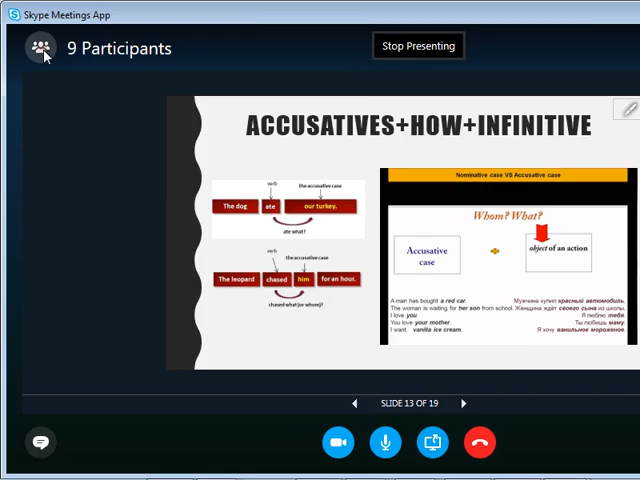 Skype Meetings App
9 Participants
Stop Presenting
ACCUSATIVES+HOW+INFINITIVE
verb
the accusative case
The dog ate our turkey.
ate what?
verb
the accusative case
The leopard chased him for an hour.
chased what (or whom)?
Nominative case VS Accusative case
Whom? What?
Accusative case
object of an action
A man has bought a red car. Мужчина купил красный автомобиль.
The woman is waiting for her son from school. Женщина ждёт своего сына из школы.
I love you Я люблю тебя.
You love your mother. Ты любишь маму.
I want vanilla ice cream. Я хочу ванильное мороженое.
SLIDE 13 OF 19